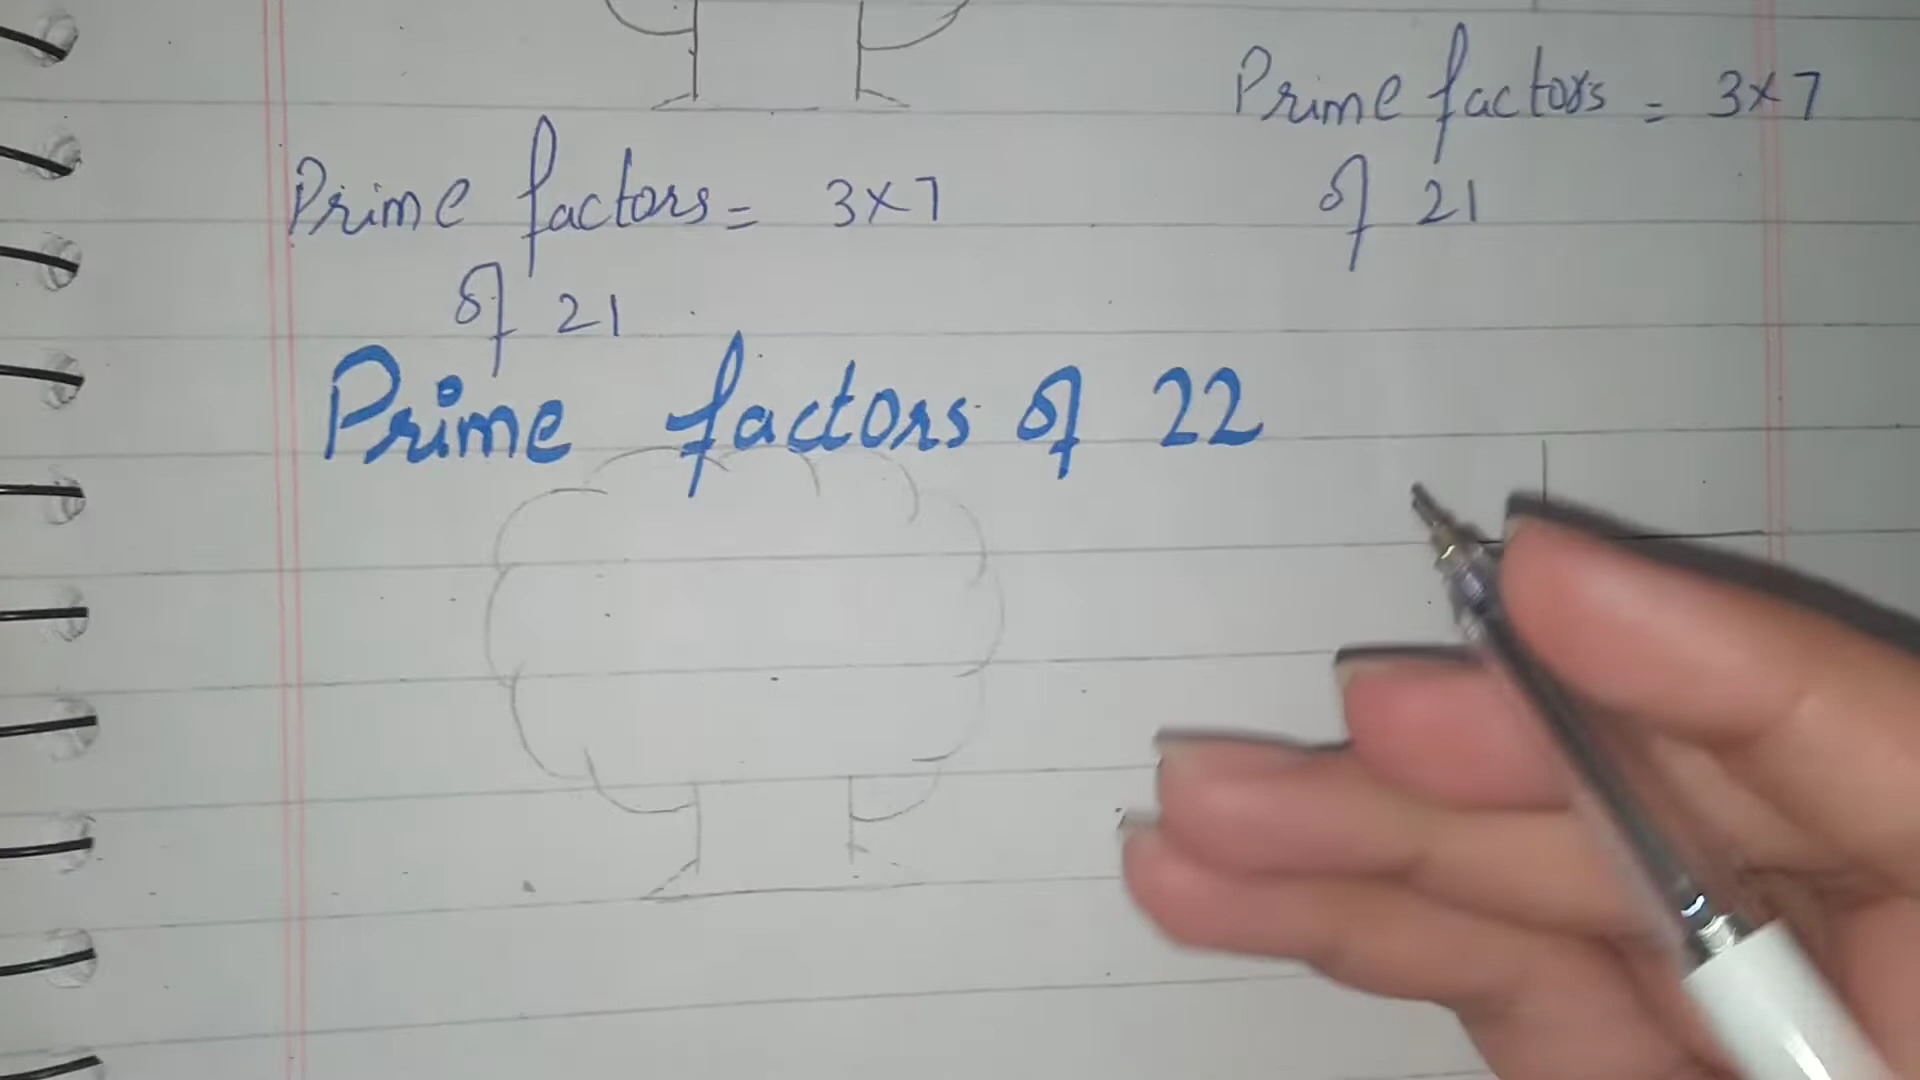 Prime factors = 3×7
of 21
Prime factors = 3×7
of 21
Prime factors of 22